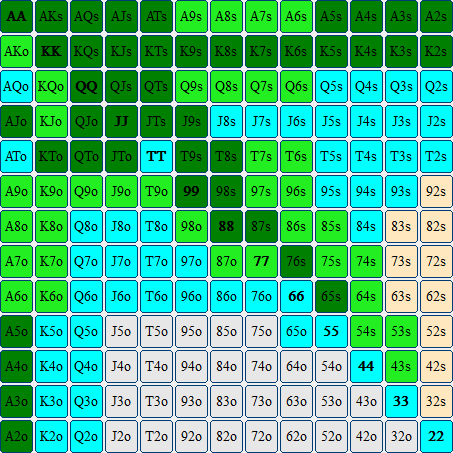 AA AKs AQs AJs ATs A9s A8s A7s A6s A5s A4s A3s A2s
AKo KK KQs KJs KTs K9s K8s K7s K6s K5s K4s K3s K2s
AQo KQo QQ QJs QTs Q9s Q8s Q7s Q6s Q5s Q4s Q3s Q2s
AJo KJo QJo JJ JTs J9s J8s J7s J6s J5s J4s J3s J2s
ATo KTo QTo JTo TT T9s T8s T7s T6s T5s T4s T3s T2s
A9o K9o Q9o J9o T9o 99 98s 97s 96s 95s 94s 93s 92s
A8o K8o Q8o J8o T8o 98o 88 87s 86s 85s 84s 83s 82s
A7o K7o Q7o J7o T7o 97o 87o 77 76s 75s 74s 73s 72s
A6o K6o Q6o J6o T6o 96o 86o 76o 66 65s 64s 63s 62s
A5o K5o Q5o J5o T5o 95o 85o 75o 65o 55 54s 53s 52s
A4o K4o Q4o J4o T4o 94o 84o 74o 64o 54o 44 43s 42s
A3o K3o Q3o J3o T3o 93o 83o 73o 63o 53o 43o 33 32s
A2o K2o Q2o J2o T2o 92o 82o 72o 62o 52o 42o 32o 22